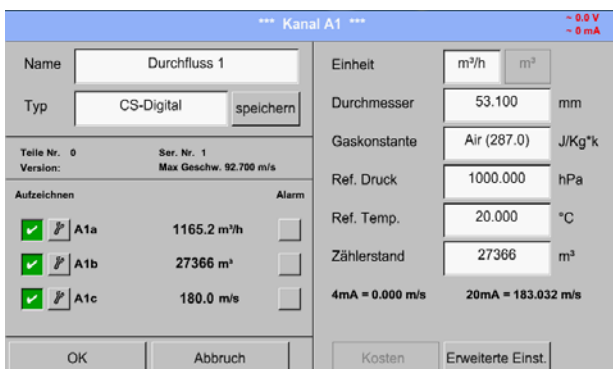 *** Kanal A1 ***
~ 0.0 V
~ 0 mA
Name Durchfluss 1
Typ CS-Digital speichern
Teile Nr. 0 Ser. Nr. 1
Version: Max Geschw. 92.700 m/s
Aufzeichnen Alarm
A1a 1165.2 m³/h
A1b 27366 m³
A1c 180.0 m/s
OK Abbruch
Einheit m³/h m³
Durchmesser 53.100 mm
Gaskonstante Air (287.0) J/Kg*k
Ref. Druck 1000.000 hPa
Ref. Temp. 20.000 °C
Zählerstand 27366 m³
4mA = 0.000 m/s 20mA = 183.032 m/s
Kosten Erweiterte Einst.